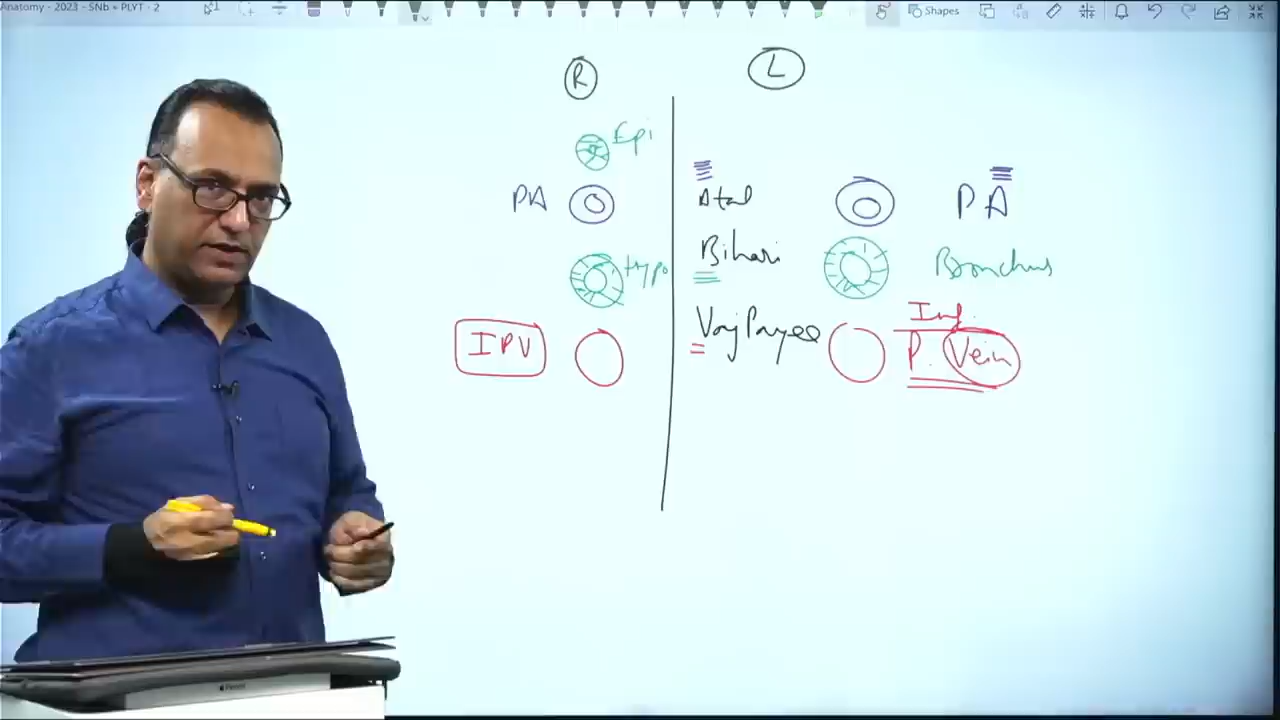 Anatomy - 2023 - SNb + PLYT - 2
Shapes
R
L
Epi
PA
Atal
PA
Hypo
Bihari
Bronchus
IPV
VajPayee
Inf.
P. Vein